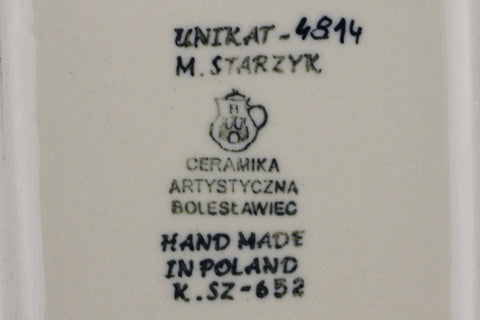 UNIKAT-4814
M. STARZYK
CERAMIKA
ARTYSTYCZNA
BOLESŁAWIEC
HAND MADE
IN POLAND
K.SZ-652